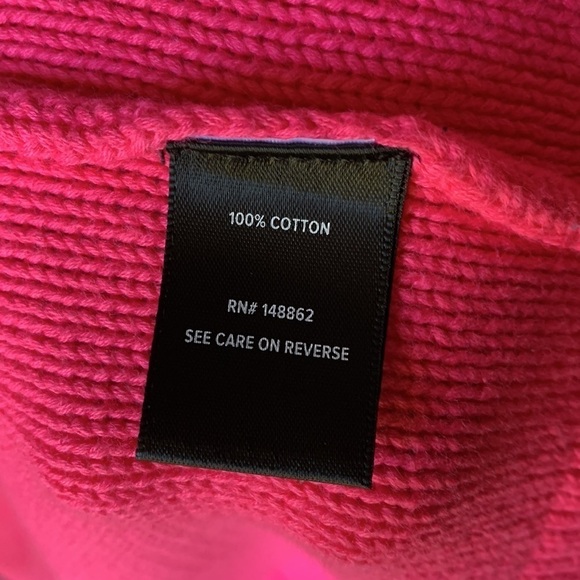 100% COTTON
RN# 148862
SEE CARE ON REVERSE